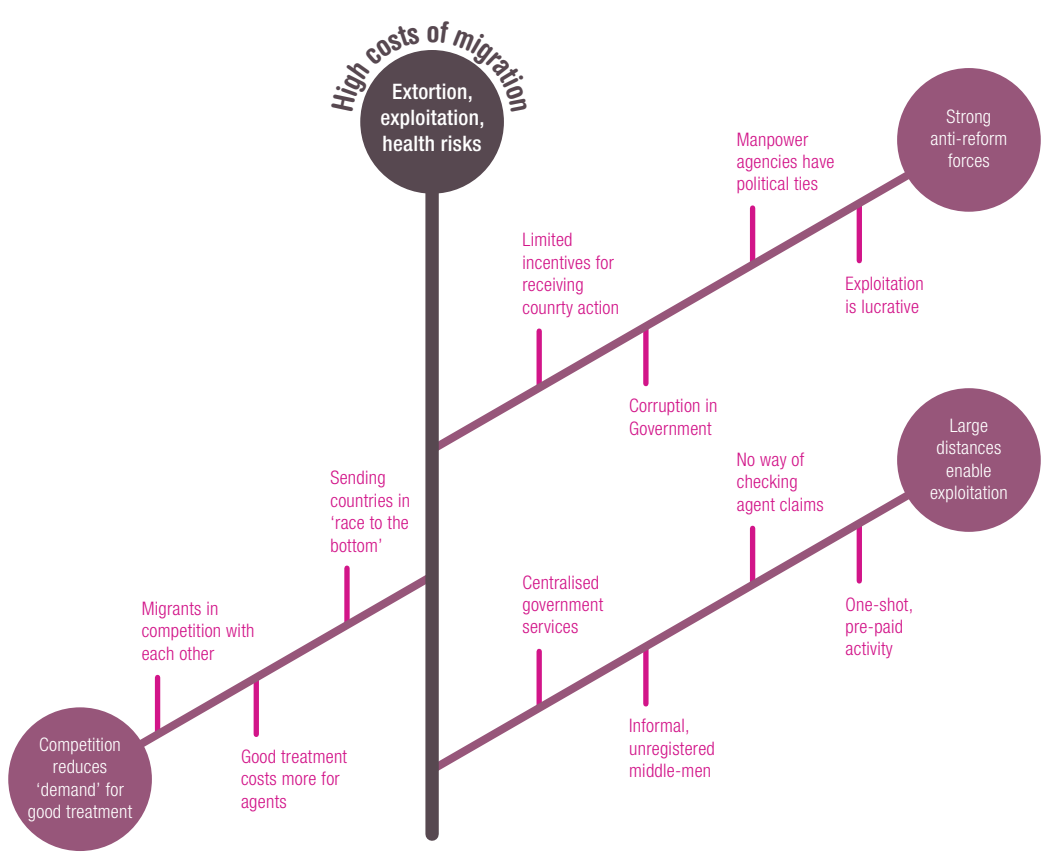 High costs of migration
Extortion,
exploitation,
health risks
Strong
anti-reform
forces
Manpower
agencies have
political ties
Exploitation
is lucrative
Limited
incentives for
receiving
counrty action
Corruption in
Government
Large
distances
enable
exploitation
No way of
checking
agent claims
One-shot,
pre-paid
activity
Centralised
government
services
Informal,
unregistered
middle-men
Sending
countries in
‘race to the
bottom’
Migrants in
competition with
each other
Good treatment
costs more for
agents
Competition
reduces
‘demand’ for
good treatment